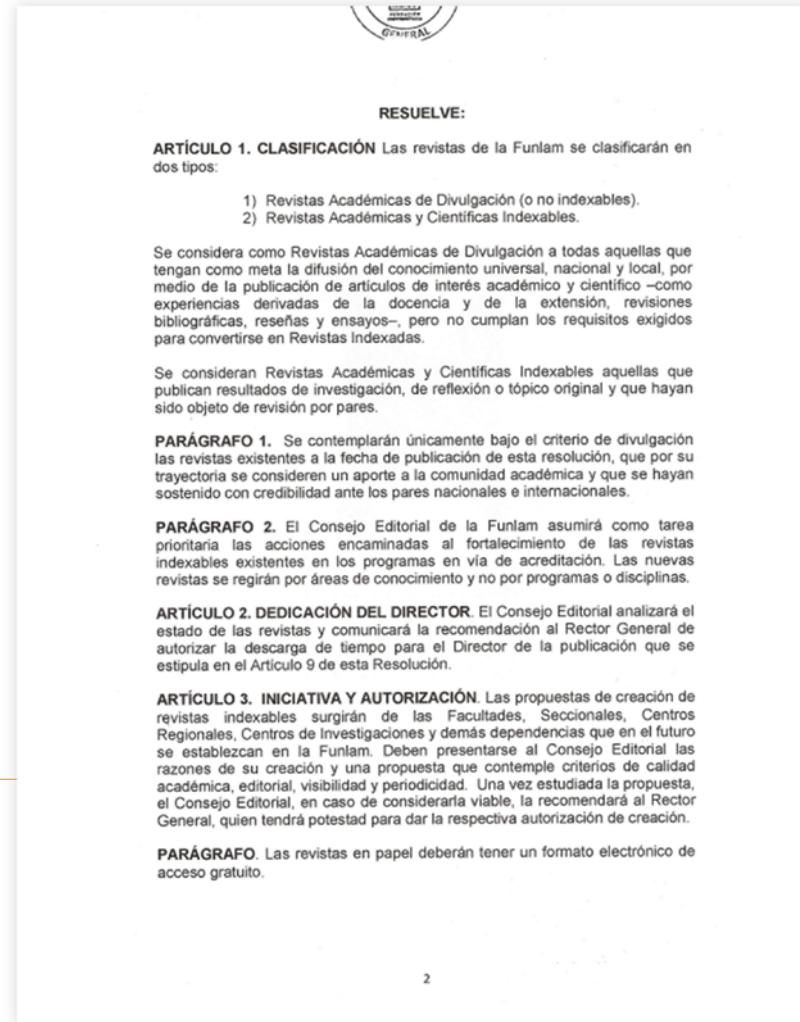 GENERAL
RESUELVE:
ARTÍCULO 1. CLASIFICACIÓN Las revistas de la Funlam se clasificarán en
dos tipos:
1) Revistas Académicas de Divulgación (o no indexables).
2) Revistas Académicas y Científicas Indexables.
Se considera como Revistas Académicas de Divulgación a todas aquellas que
tengan como meta la difusión del conocimiento universal, nacional y local, por
medio de la publicación de artículos de interés académico y científico –como
experiencias derivadas de la docencia y de la extensión, revisiones
bibliográficas, reseñas y ensayos–, pero no cumplan los requisitos exigidos
para convertirse en Revistas Indexadas.
Se consideran Revistas Académicas y Científicas Indexables aquellas que
publican resultados de investigación, de reflexión o tópico original y que hayan
sido objeto de revisión por pares.
PARÁGRAFO 1. Se contemplarán únicamente bajo el criterio de divulgación
las revistas existentes a la fecha de publicación de esta resolución, que por su
trayectoria se consideren un aporte a la comunidad académica y que se hayan
sostenido con credibilidad ante los pares nacionales e internacionales.
PARÁGRAFO 2. El Consejo Editorial de la Funlam asumirá como tarea
prioritaria las acciones encaminadas al fortalecimiento de las revistas
indexables existentes en los programas en vía de acreditación. Las nuevas
revistas se regirán por áreas de conocimiento y no por programas o disciplinas.
ARTÍCULO 2. DEDICACIÓN DEL DIRECTOR. El Consejo Editorial analizará el
estado de las revistas y comunicará la recomendación al Rector General de
autorizar la descarga de tiempo para el Director de la publicación que se
estipula en el Artículo 9 de esta Resolución.
ARTÍCULO 3. INICIATIVA Y AUTORIZACIÓN. Las propuestas de creación de
revistas indexables surgirán de las Facultades, Seccionales, Centros
Regionales, Centros de Investigaciones y demás dependencias que en el futuro
se establezcan en la Funlam. Deben presentarse al Consejo Editorial las
razones de su creación y una propuesta que contemple criterios de calidad
académica, editorial, visibilidad y periodicidad. Una vez estudiada la propuesta,
el Consejo Editorial, en caso de considerarla viable, la recomendará al Rector
General, quien tendrá potestad para dar la respectiva autorización de creación.
PARÁGRAFO. Las revistas en papel deberán tener un formato electrónico de
acceso gratuito.
2